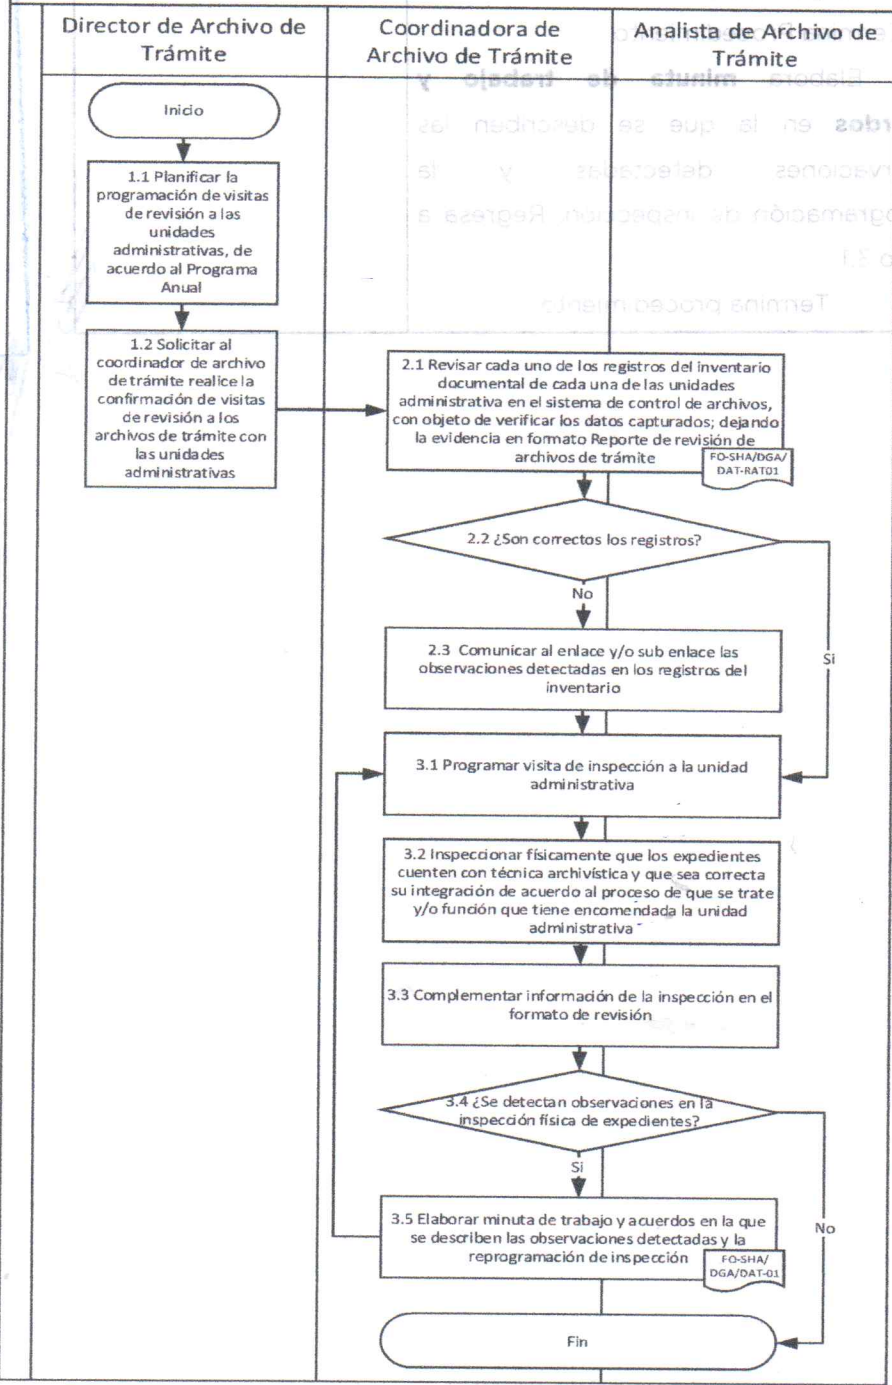 Director de Archivo de
Trámite
Coordinadora de
Archivo de Trámite
Analista de Archivo de
Trámite
Inicio
1.1 Planificar la
programación de visitas
de revisión a las
unidades
administrativas, de
acuerdo al Programa
Anual
1.2 Solicitar al
coordinador de archivo
de trámite realice la
confirmación de visitas
de revisión a los
archivos de trámite con
las unidades
administrativas
2.1 Revisar cada uno de los registros del inventario
documental de cada una de las unidades
administrativa en el sistema de control de archivos,
con objeto de verificar los datos capturados; dejando
la evidencia en formato Reporte de revisión de
archivos de trámite
FO-SHA/DGA/
DAT-RAT01
2.2 ¿Son correctos los registros?
No
Si
2.3 Comunicar al enlace y/o sub enlace las
observaciones detectadas en los registros del
inventario
3.1 Programar visita de inspección a la unidad
administrativa
3.2 Inspeccionar físicamente que los expedientes
cuenten con técnica archivística y que sea correcta
su integración de acuerdo al proceso de que se trate
y/o función que tiene encomendada la unidad
administrativa
3.3 Complementar información de la inspección en el
formato de revisión
3.4 ¿Se detectan observaciones en la
inspección física de expedientes?
Si
No
3.5 Elaborar minuta de trabajo y acuerdos en la que
se describen las observaciones detectadas y la
reprogramación de inspección
FO-SHA/
DGA/DAT-01
Fin
Elabora minuta de trabajo y
rdos en la que se describen las
rvaciones detectadas y la
ogramación de inspección. Regresa a
o 3.1
Termina procedimiento